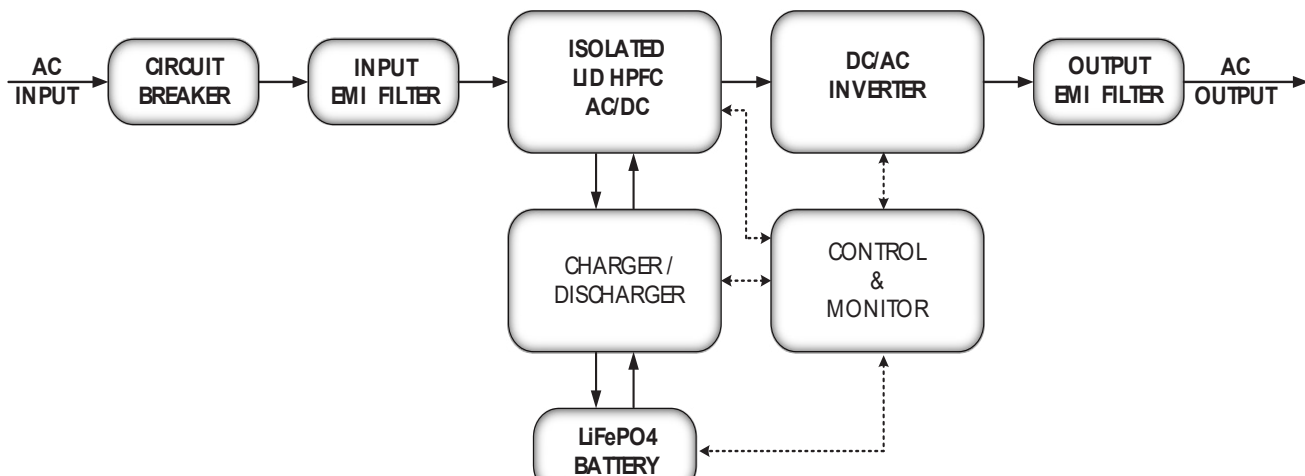 AC
INPUT
CIRCUIT
BREAKER
INPUT
EMI FILTER
ISOLATED
LID HPFC
AC/DC
DC/AC
INVERTER
OUTPUT
EMI FILTER
AC
OUTPUT
CHARGER /
DISCHARGER
CONTROL
&
MONITOR
LiFePO4
BATTERY